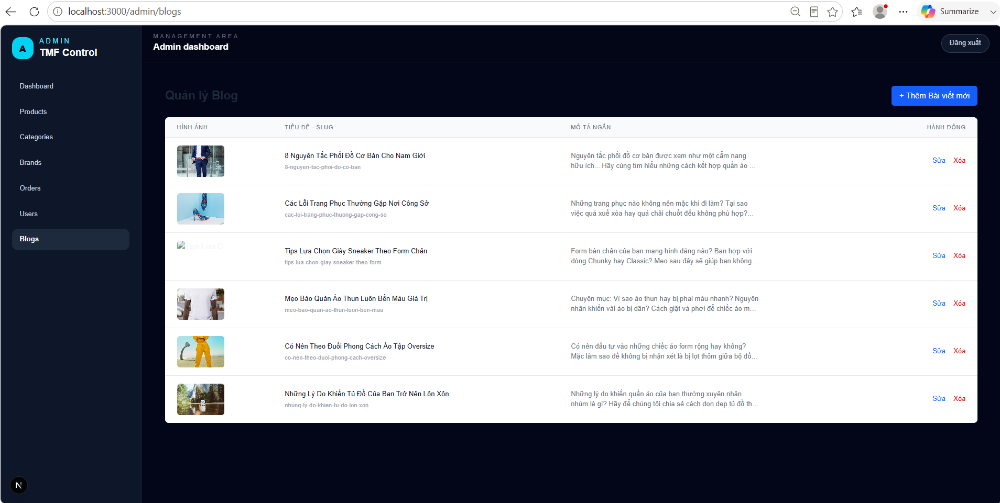 localhost:3000/admin/blogs
Summarize
A
ADMIN
TMF Control
MANAGEMENT AREA
Admin dashboard
Đăng xuất
Dashboard
Products
Categories
Brands
Orders
Users
Blogs
Quản lý Blog
+ Thêm Bài viết mới
HÌNH ẢNH
TIÊU ĐỀ - SLUG
MÔ TẢ NGẮN
HÀNH ĐỘNG
8 Nguyên Tắc Phối Đồ Cơ Bản Cho Nam Giới
8-nguyen-tac-phoi-do-co-ban
Nguyên tắc phối đồ cơ bản được xem như một cẩm nang
hữu ích... Hãy cùng tìm hiểu những cách kết hợp quần áo ...
Sửa Xóa
Các Lỗi Trang Phục Thường Gặp Nơi Công Sở
cac-loi-trang-phuc-thuong-gap-cong-so
Những trang phục nào không nên mặc khi đi làm? Tại sao
việc quá xuề xòa hay quá chải chuốt đều không phù hợp?...
Sửa Xóa
Tips Lựa C
Tips Lựa Chọn Giày Sneaker Theo Form Chân
tips-lua-chon-giay-sneaker-theo-form
Form bàn chân của bạn mang hình dáng nào? Bạn hợp với
dòng Chunky hay Classic? Mẹo sau đây sẽ giúp bạn không...
Sửa Xóa
Mẹo Bảo Quản Áo Thun Luôn Bền Màu Giá Trị
meo-bao-quan-ao-thun-luon-ben-mau
Chuyên mục: Vì sao áo thun hay bị phai màu nhanh? Nguyên
nhân khiến vải áo bị dãn? Cách giặt và phơi để chiếc áo m...
Sửa Xóa
Có Nên Theo Đuổi Phong Cách Áo Tập Oversize
co-nen-theo-duoi-phong-cach-oversize
Có nên đầu tư vào những chiếc áo form rộng hay không?
Mặc làm sao để không bị nhận xét là bị lọt thỏm giữa bộ đồ...
Sửa Xóa
Những Lý Do Khiến Tủ Đồ Của Bạn Trở Nên Lộn Xộn
nhung-ly-do-khien-tu-do-lon-xon
Những lý do khiến quần áo của bạn thường xuyên nhăn
nhúm là gì? Hãy để chúng tôi chia sẻ cách dọn dẹp tủ đồ th...
Sửa Xóa
N